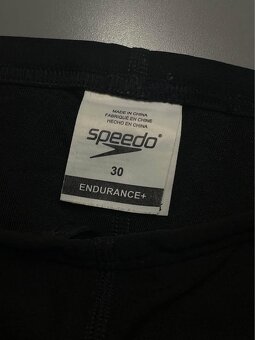 MADE IN CHINA
FABRIQUÉ EN CHINE
HECHO EN CHINA
speedo®
30
ENDURANCE+